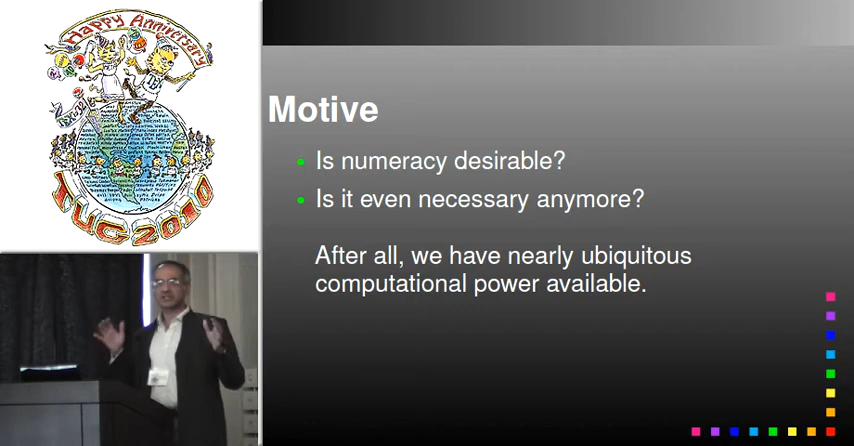 Happy Anniversary
TUG 2010
Motive
Is numeracy desirable?
Is it even necessary anymore?
After all, we have nearly ubiquitous
computational power available.